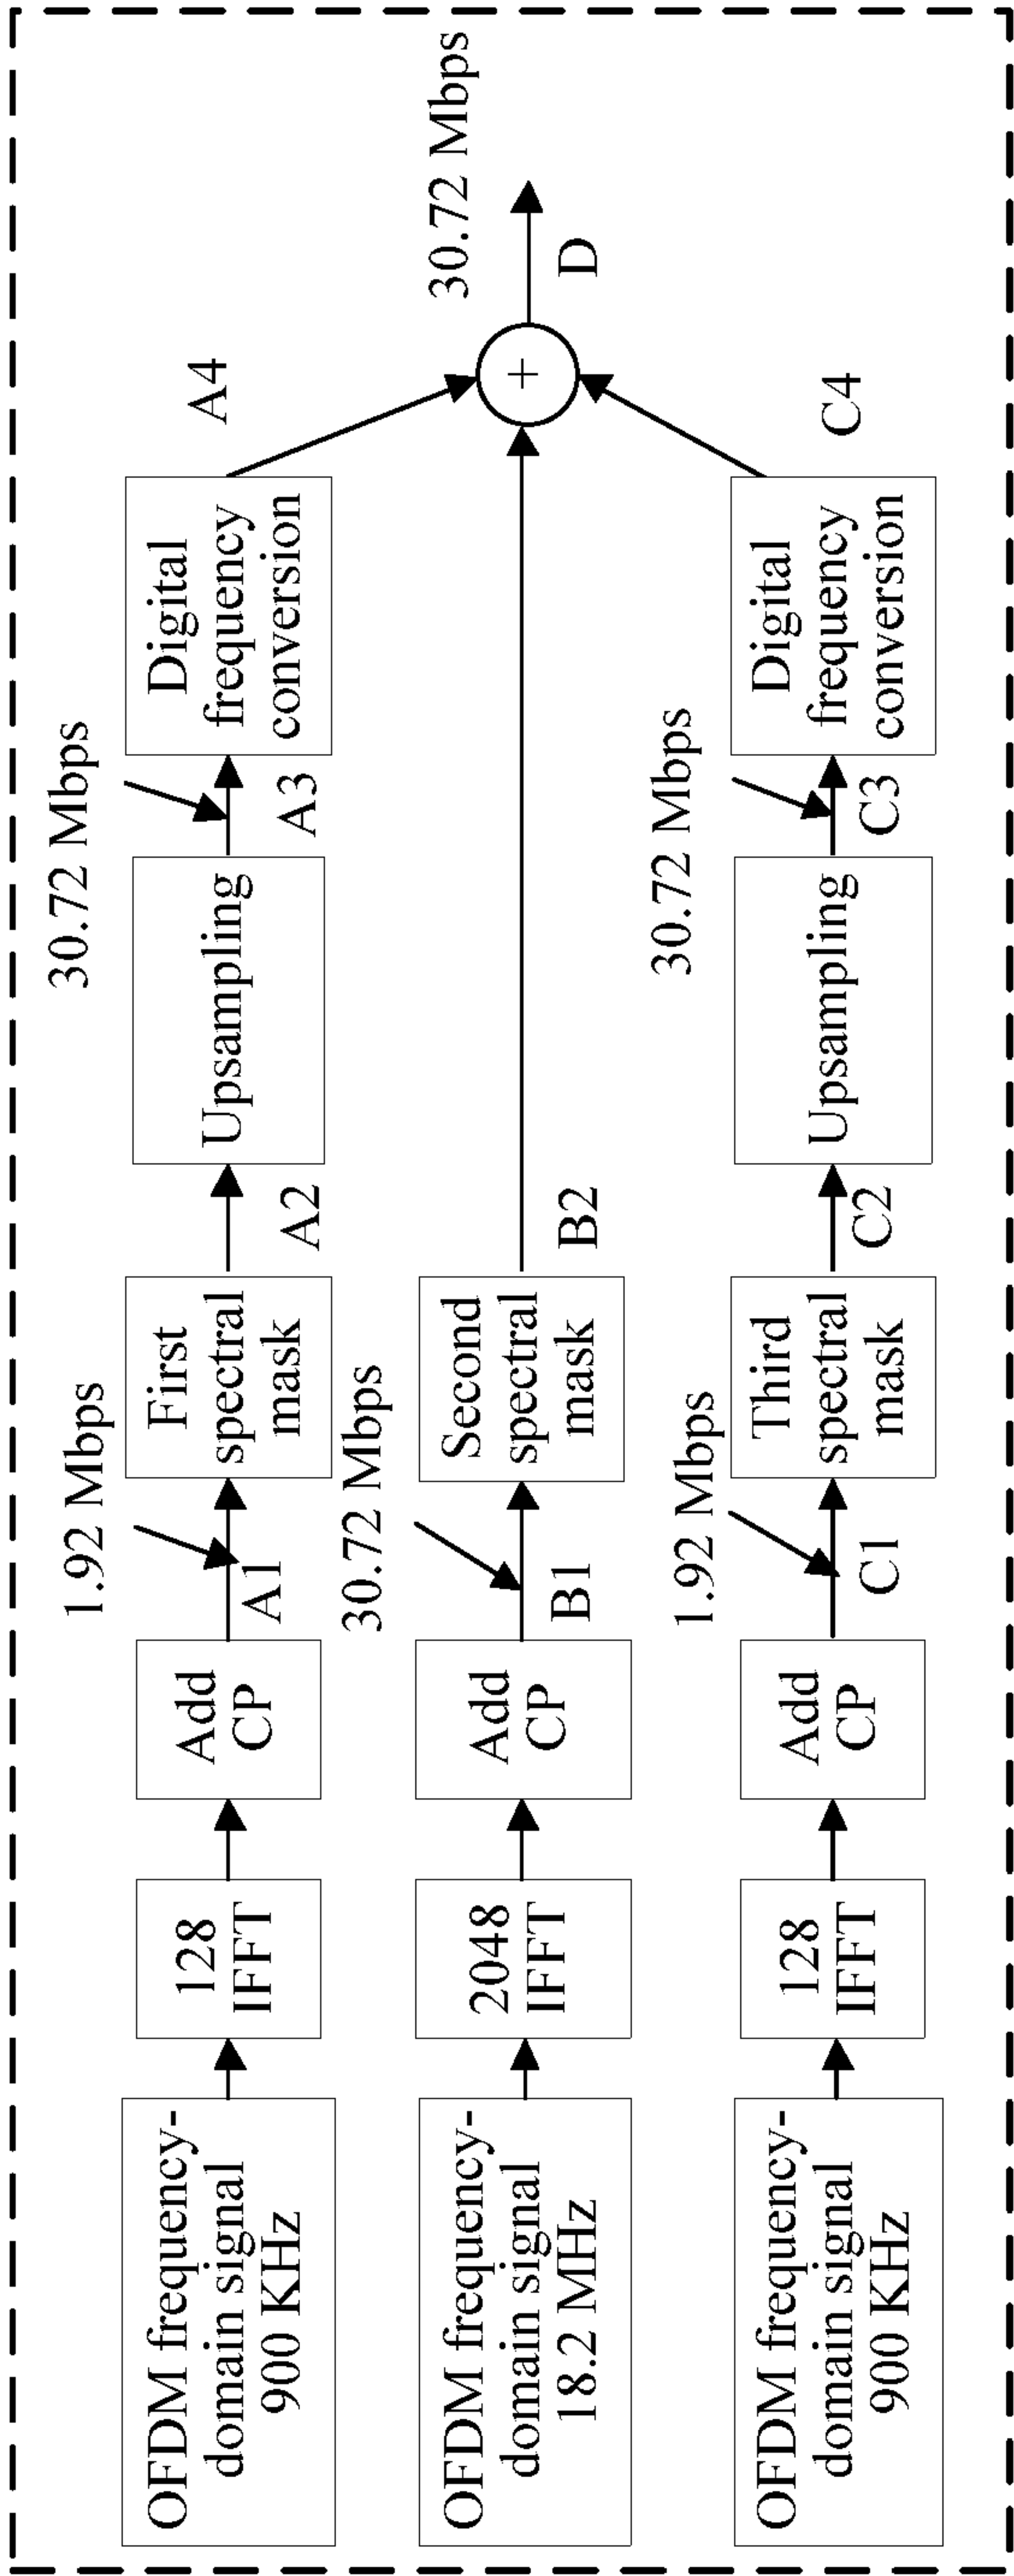 OFDM frequency-
domain signal
900 KHz
128
IFFT
Add
CP
1.92 Mbps
A1
First
spectral
mask
A2
Upsampling
30.72 Mbps
A3
Digital
frequency
conversion
A4
OFDM frequency-
domain signal
18.2 MHz
2048
IFFT
Add
CP
30.72 Mbps
B1
Second
spectral
mask
B2
+
30.72 Mbps
D
OFDM frequency-
domain signal
900 KHz
128
IFFT
Add
CP
1.92 Mbps
C1
Third
spectral
mask
C2
Upsampling
30.72 Mbps
C3
Digital
frequency
conversion
C4